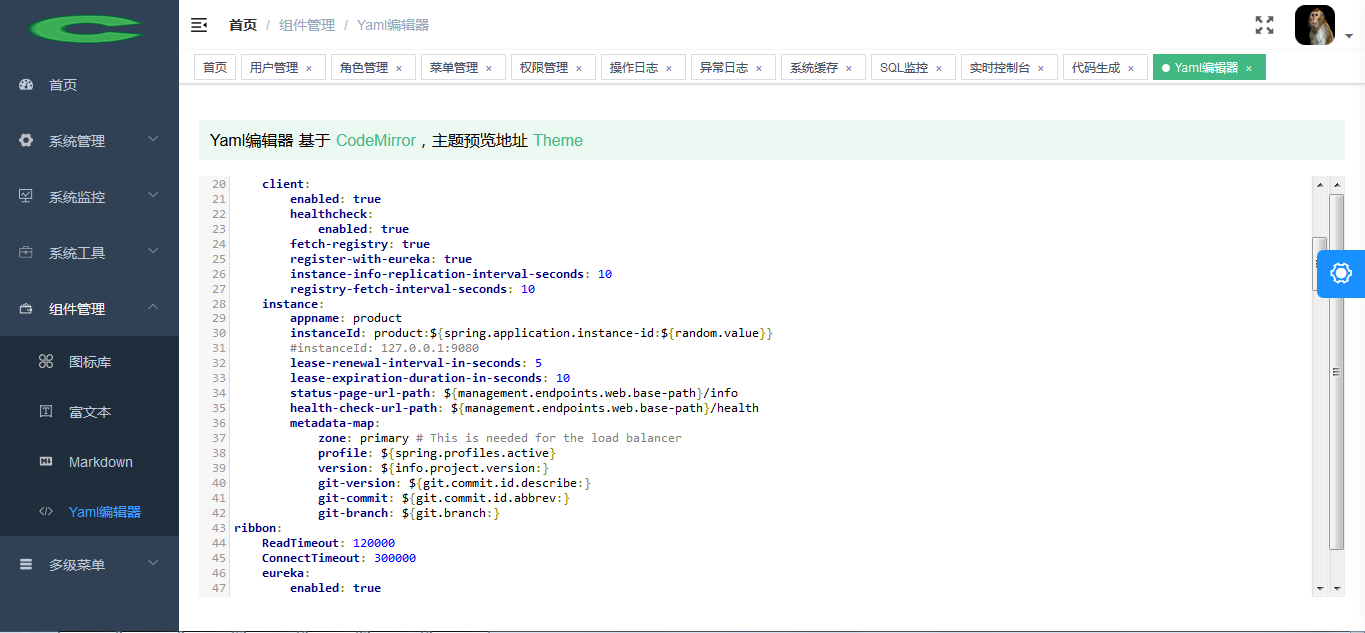 首页 / 组件管理 / Yaml编辑器
首页 用户管理 × 角色管理 × 菜单管理 × 权限管理 × 操作日志 × 异常日志 × 系统缓存 × SQL监控 × 实时控制台 × 代码生成 × Yaml编辑器 ×
首页
系统管理
系统监控
系统工具
组件管理
图标库
富文本
Markdown
Yaml编辑器
多级菜单
Yaml编辑器 基于 CodeMirror，主题预览地址 Theme
20     client:
21         enabled: true
22         healthcheck:
23             enabled: true
24         fetch-registry: true
25         register-with-eureka: true
26         instance-info-replication-interval-seconds: 10
27         registry-fetch-interval-seconds: 10
28     instance:
29         appname: product
30         instanceId: product:${spring.application.instance-id:${random.value}}
31         #instanceId: 127.0.0.1:9080
32         lease-renewal-interval-in-seconds: 5
33         lease-expiration-duration-in-seconds: 10
34         status-page-url-path: ${management.endpoints.web.base-path}/info
35         health-check-url-path: ${management.endpoints.web.base-path}/health
36         metadata-map:
37             zone: primary # This is needed for the load balancer
38             profile: ${spring.profiles.active}
39             version: ${info.project.version:}
40             git-version: ${git.commit.id.describe:}
41             git-commit: ${git.commit.id.abbrev:}
42             git-branch: ${git.branch:}
43 ribbon:
44     ReadTimeout: 120000
45     ConnectTimeout: 300000
46     eureka:
47         enabled: true